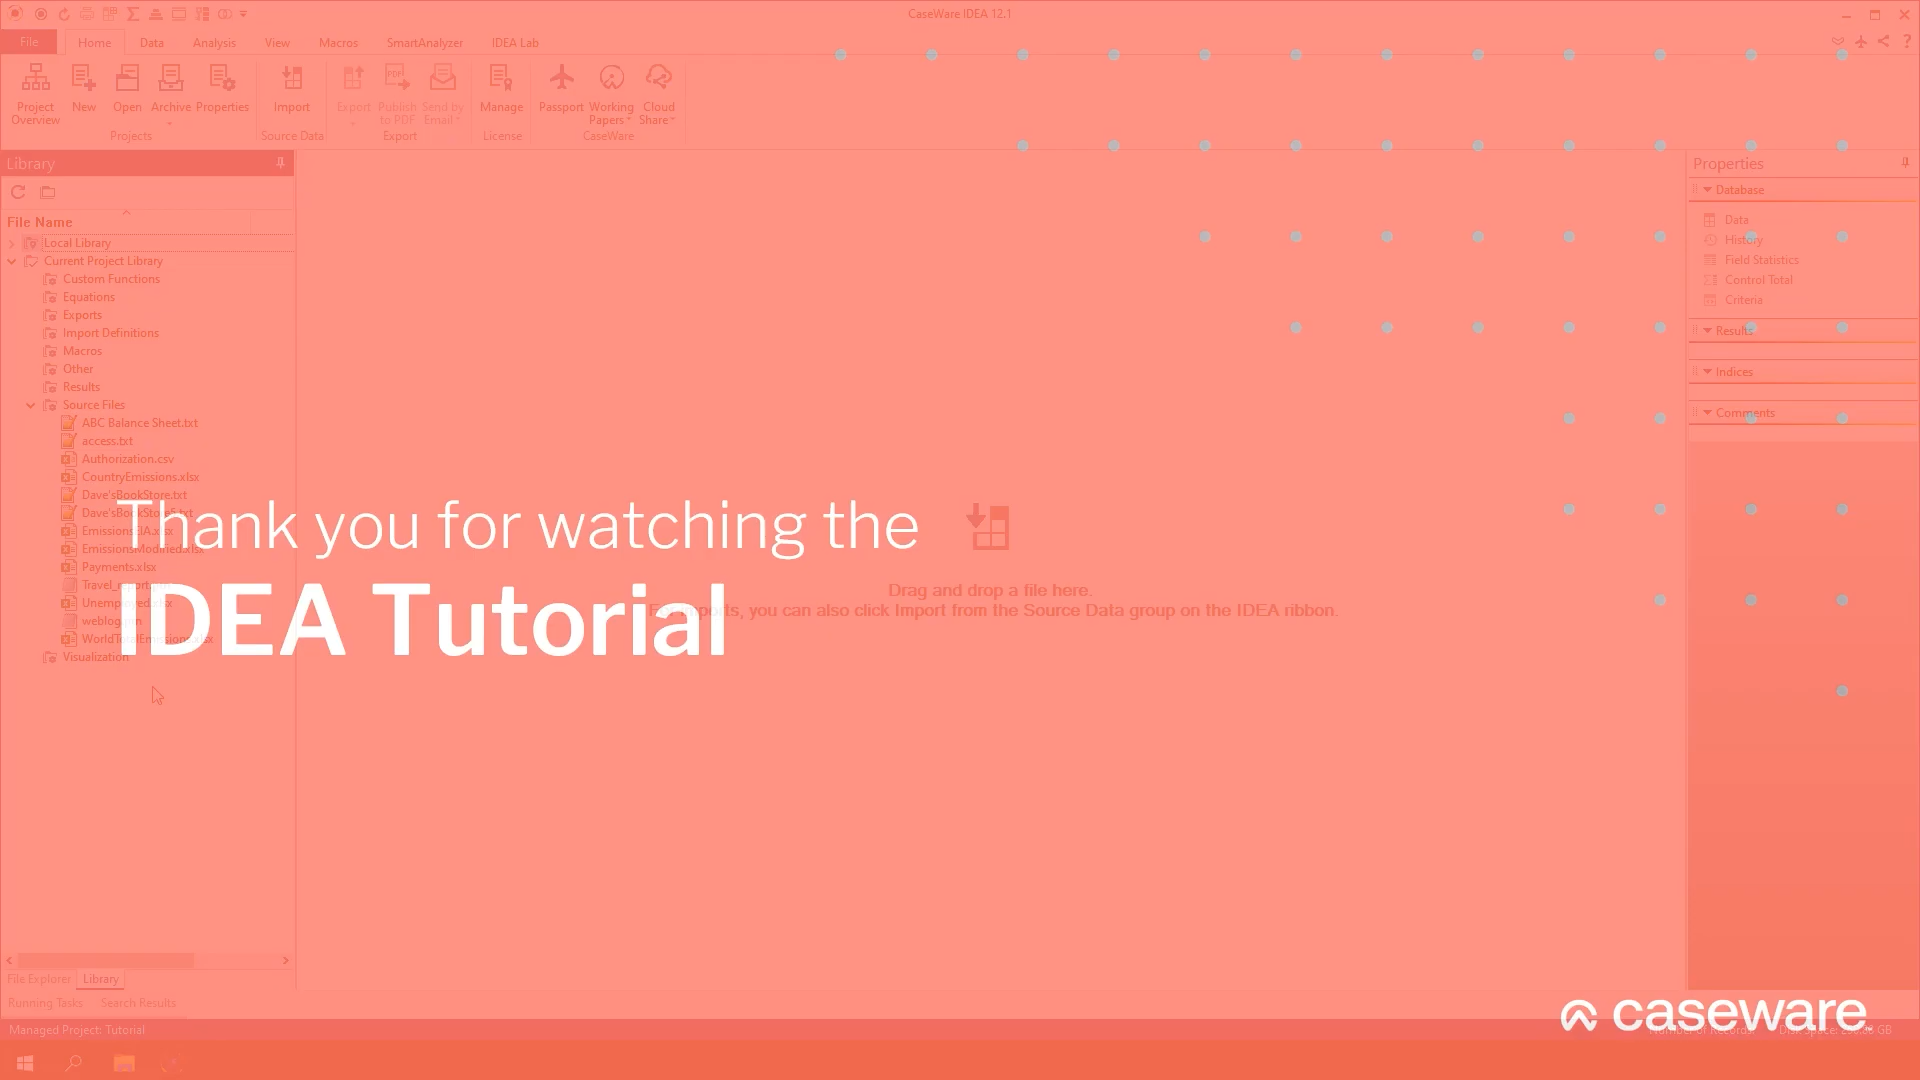 CaseWare IDEA 12.1
File Home Data Analysis View Macros SmartAnalyzer IDEA Lab
Project Overview New Open Archive Properties Import Export Publish to PDF Send by Email Manage Passport Working Papers Cloud Share
Projects Source Data Export License CaseWare
Library
File Name
Local Library
Current Project Library
Custom Functions
Equations
Exports
Import Definitions
Macros
Other
Results
Source Files
ABC Balance Sheet.txt
access.txt
Authorization.csv
CountryEmissions.xlsx
Dave'sBookStore.txt
Payments.xlsx
Visualization
Thank you for watching the
IDEA Tutorial
Drag and drop a file here.
you can also click Import from the Source Data group on the IDEA ribbon.
Properties
Database
Data
History
Field Statistics
Control Total
Criteria
Results
Indices
Comments
File Explorer Library
Running Tasks Search Results
Managed Project: Tutorial
caseware
Number of Records: Disk Space: